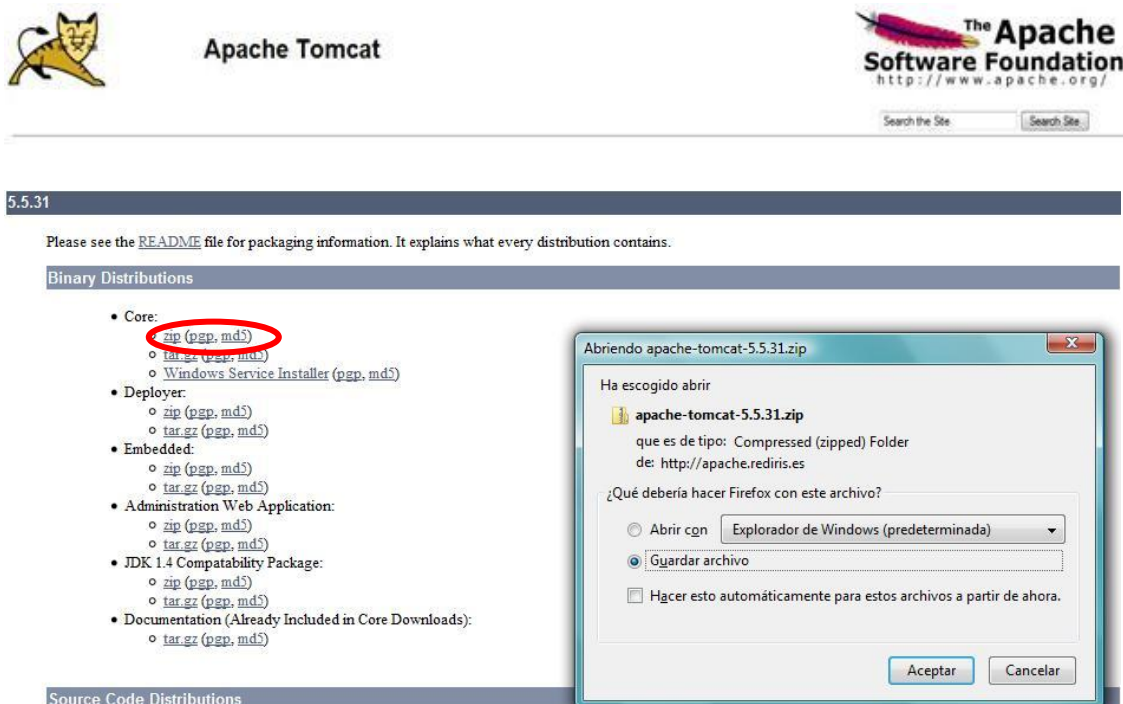 Apache Tomcat
The Apache
Software Foundation
http://www.apache.org/
Search the Site
Search Site
5.5.31
Please see the README file for packaging information. It explains what every distribution contains.
Binary Distributions
• Core:
o zip (pgp, md5)
o tar.gz (pgp, md5)
o Windows Service Installer (pgp, md5)
• Deployer:
o zip (pgp, md5)
o tar.gz (pgp, md5)
• Embedded:
o zip (pgp, md5)
o tar.gz (pgp, md5)
• Administration Web Application:
o zip (pgp, md5)
o tar.gz (pgp, md5)
• JDK 1.4 Compatability Package:
o zip (pgp, md5)
o tar.gz (pgp, md5)
• Documentation (Already Included in Core Downloads):
o tar.gz (pgp, md5)
Source Code Distributions
Abriendo apache-tomcat-5.5.31.zip
Ha escogido abrir
apache-tomcat-5.5.31.zip
que es de tipo: Compressed (zipped) Folder
de: http://apache.rediris.es
¿Qué debería hacer Firefox con este archivo?
Abrir con Explorador de Windows (predeterminada)
Guardar archivo
Hacer esto automáticamente para estos archivos a partir de ahora.
Aceptar Cancelar